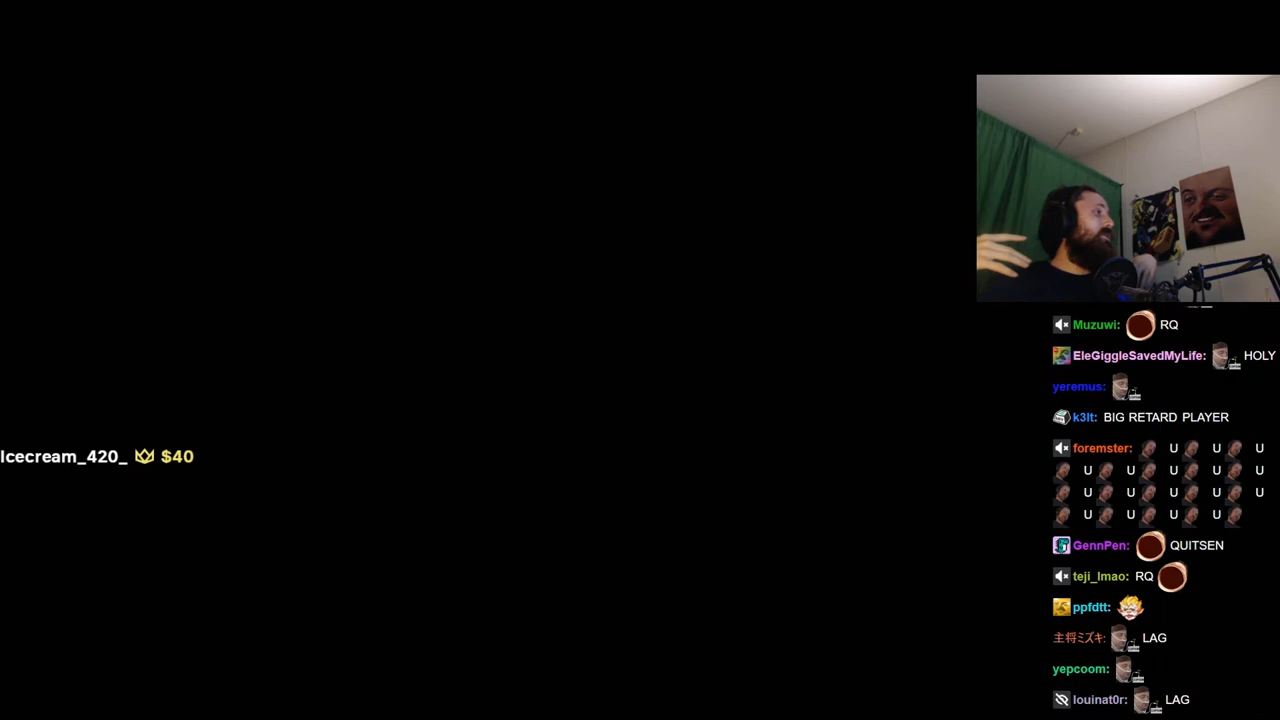 Muzuwi: RQ
EleGiggleSavedMyLife: HOLY
yeremus:
k3lt: BIG RETARD PLAYER
foremster: U U U
U U U U U
U U U U U
U U U U
Icecream_420_ $40
GennPen: QUITSEN
teji_lmao: RQ
ppfdtt:
主将ミズキ: LAG
yepcoom:
louinat0r: LAG